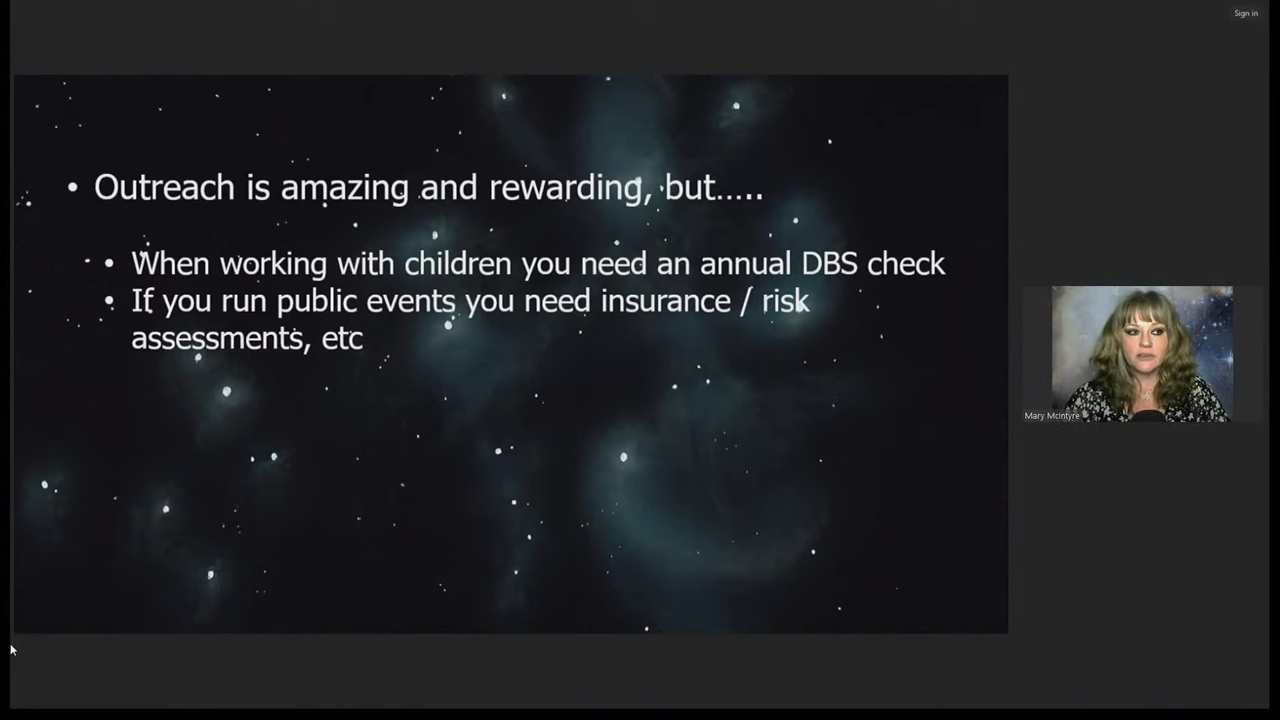 Sign in
• Outreach is amazing and rewarding, but.....
• When working with children you need an annual DBS check
• If you run public events you need insurance / risk
assessments, etc
Mary McIntyre